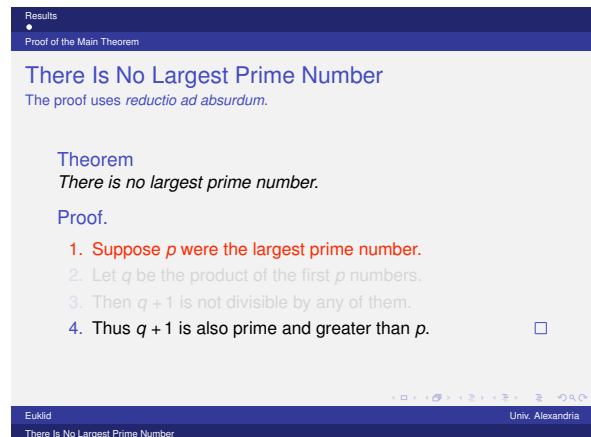 Results
Proof of the Main Theorem
There Is No Largest Prime Number
The proof uses reductio ad absurdum.
Theorem
There is no largest prime number.
Proof.
1. Suppose p were the largest prime number.
2. Let q be the product of the first p numbers.
3. Then q + 1 is not divisible by any of them.
4. Thus q + 1 is also prime and greater than p.
Euklid Univ. Alexandria
There Is No Largest Prime Number